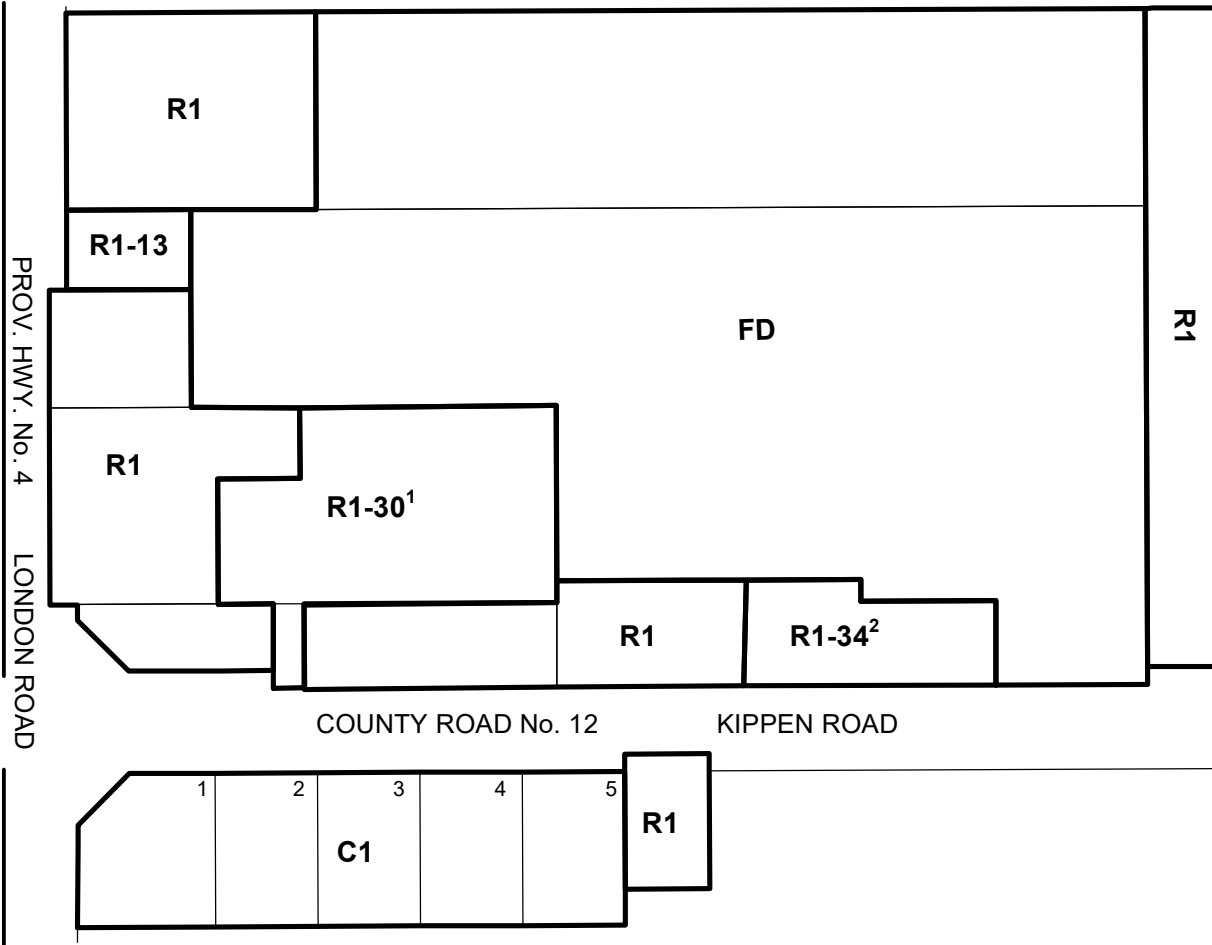 R1
R1-13
PROV. HWY. No. 4 LONDON ROAD
FD
R1
R1
R1-30¹
R1
R1-34²
COUNTY ROAD No. 12 KIPPEN ROAD
1 2 3 4 5
C1
R1